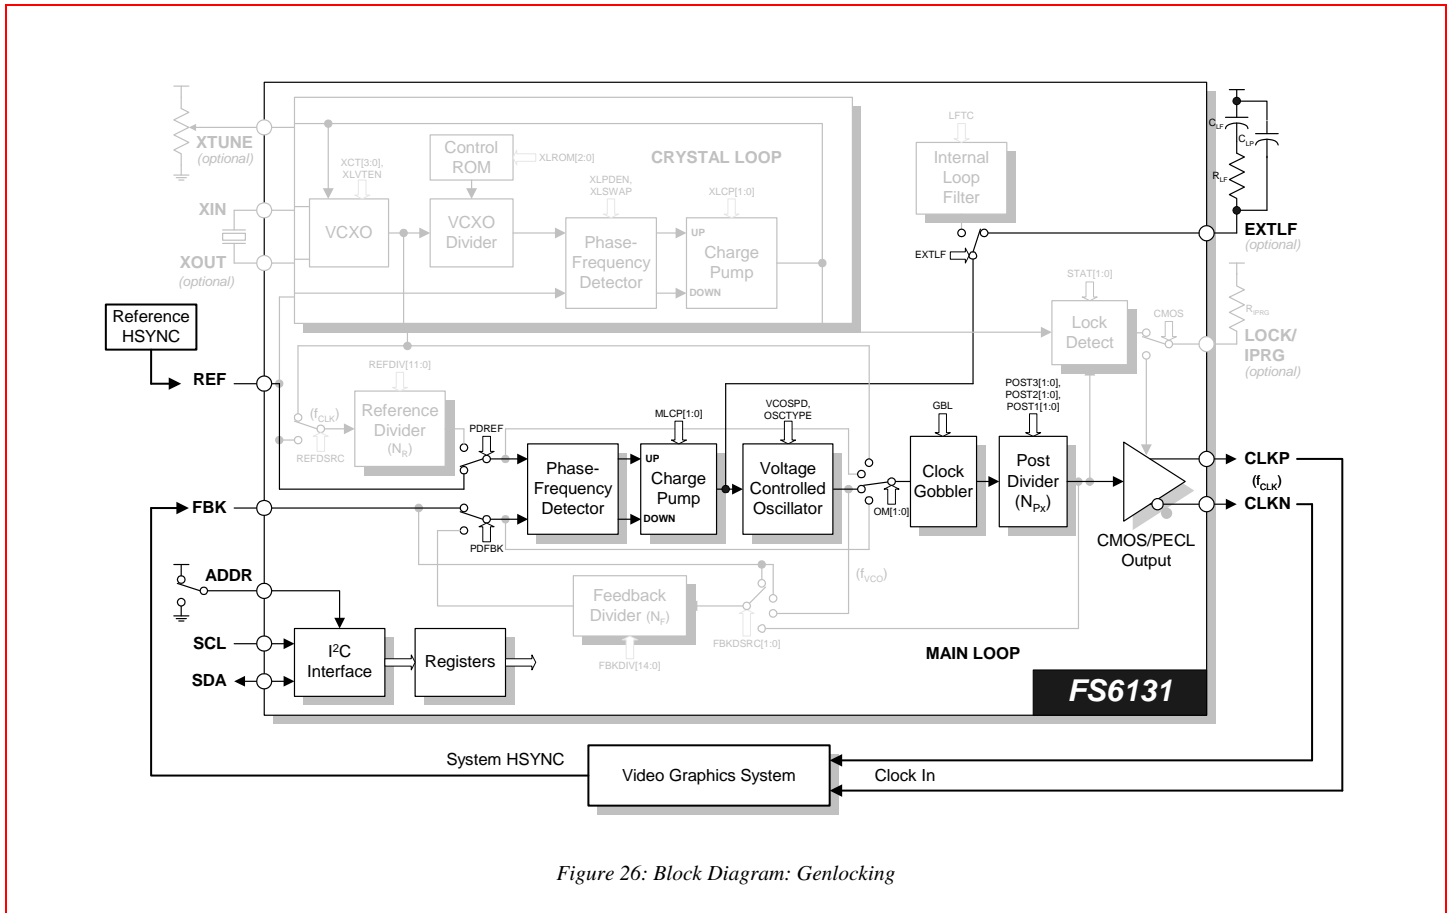 XTUNE
(optional)
XIN
XOUT
(optional)
Reference
HSYNC
REF
FBK
ADDR
SCL
SDA
XCT[3:0],
XLVTEN
Control
ROM
XLROM[2:0]
CRYSTAL LOOP
VCXO
VCXO
Divider
XLPDEN,
XLSWAP
Phase-
Frequency
Detector
XLCP[1:0]
UP
Charge
Pump
DOWN
LFTC
Internal
Loop
Filter
EXTLF
CLF
CLP
RLF
EXTLF
(optional)
STAT[1:0]
Lock
Detect
CMOS
RIPRG
LOCK/
IPRG
(optional)
REFDIV[11:0]
(fCLK)
Reference
Divider
(NR)
REFDSRC
PDREF
PDFBK
Phase-
Frequency
Detector
MLCP[1:0]
UP
Charge
Pump
DOWN
VCOSPD,
OSCTYPE
Voltage
Controlled
Oscillator
OM[1:0]
GBL
Clock
Gobbler
POST3[1:0],
POST2[1:0],
POST1[1:0]
Post
Divider
(NPx)
CMOS/PECL
Output
CLKP
(fCLK)
CLKN
(fVCO)
Feedback
Divider (NF)
FBKDSRC[1:0]
FBKDIV[14:0]
I²C
Interface
Registers
MAIN LOOP
FS6131
System HSYNC
Video Graphics System
Clock In
Figure 26: Block Diagram: Genlocking